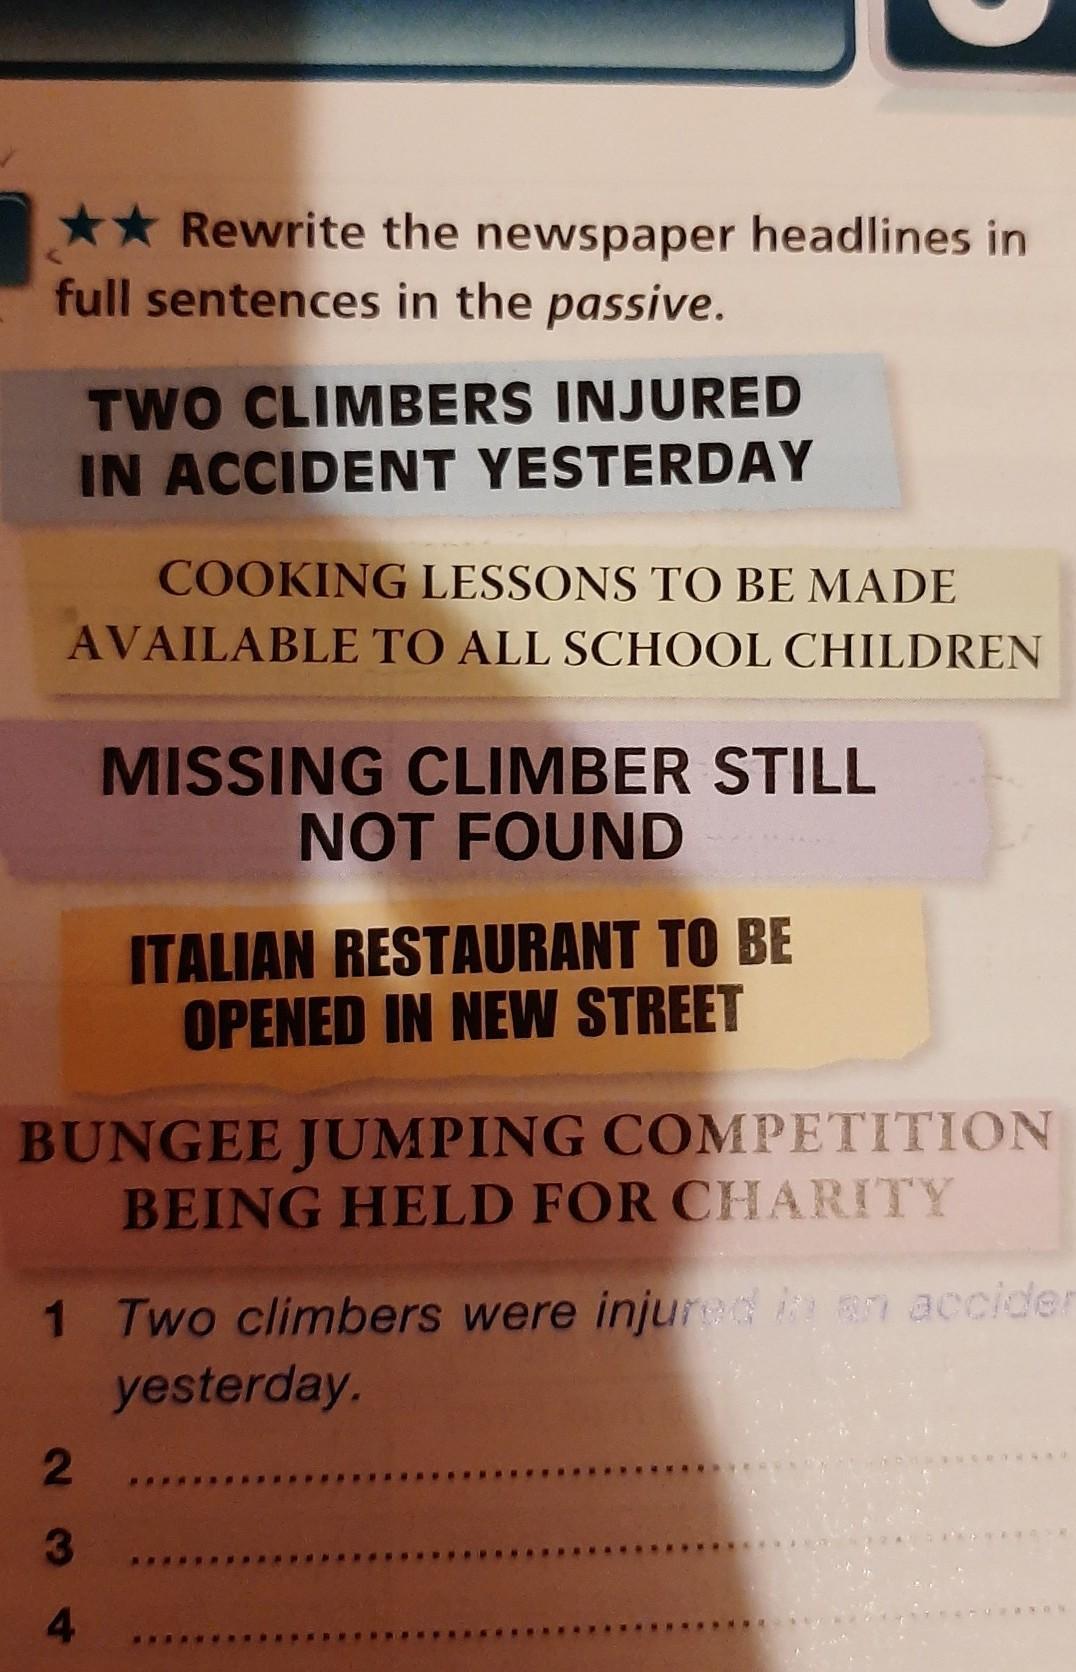 ★★ Rewrite the newspaper headlines in
full sentences in the passive.
TWO CLIMBERS INJURED
IN ACCIDENT YESTERDAY
COOKING LESSONS TO BE MADE
AVAILABLE TO ALL SCHOOL CHILDREN
MISSING CLIMBER STILL
NOT FOUND
ITALIAN RESTAURANT TO BE
OPENED IN NEW STREET
BUNGEE JUMPING COMPETITION
BEING HELD FOR CHARITY
1 Two climbers were injured in an
yesterday.
2
3
4